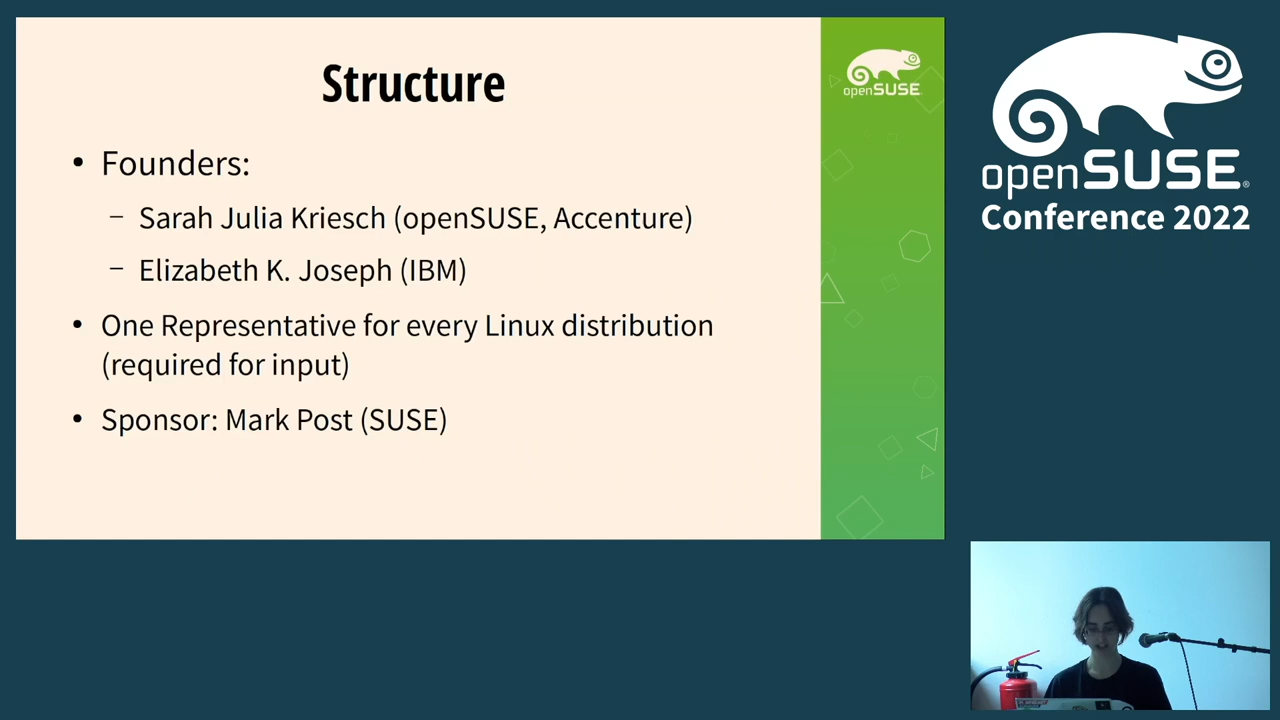 Structure
• Founders:
– Sarah Julia Kriesch (openSUSE, Accenture)
– Elizabeth K. Joseph (IBM)
• One Representative for every Linux distribution
(required for input)
• Sponsor: Mark Post (SUSE)
openSUSE
openSUSE®
Conference 2022